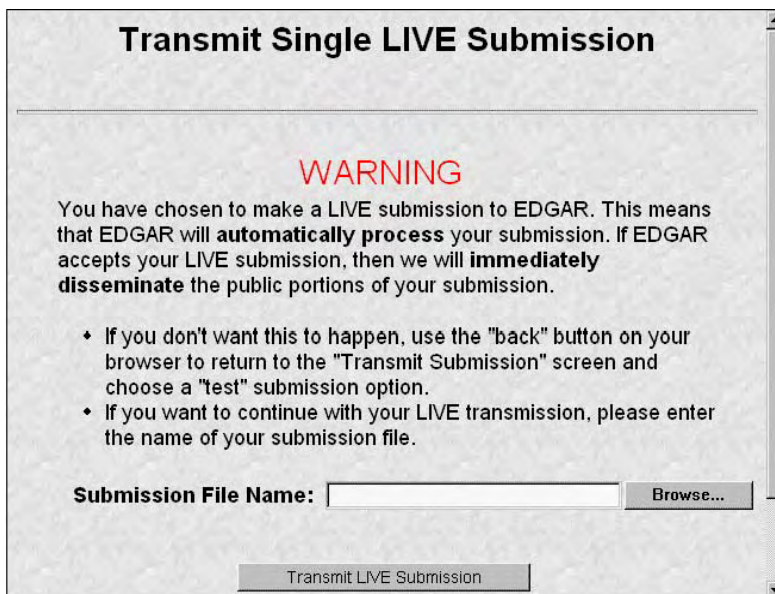 Transmit Single LIVE Submission
WARNING
You have chosen to make a LIVE submission to EDGAR. This means
that EDGAR will automatically process your submission. If EDGAR
accepts your LIVE submission, then we will immediately
disseminate the public portions of your submission.
• If you don't want this to happen, use the "back" button on your
browser to return to the "Transmit Submission" screen and
choose a "test" submission option.
• If you want to continue with your LIVE transmission, please enter
the name of your submission file.
Submission File Name: Browse...
Transmit LIVE Submission